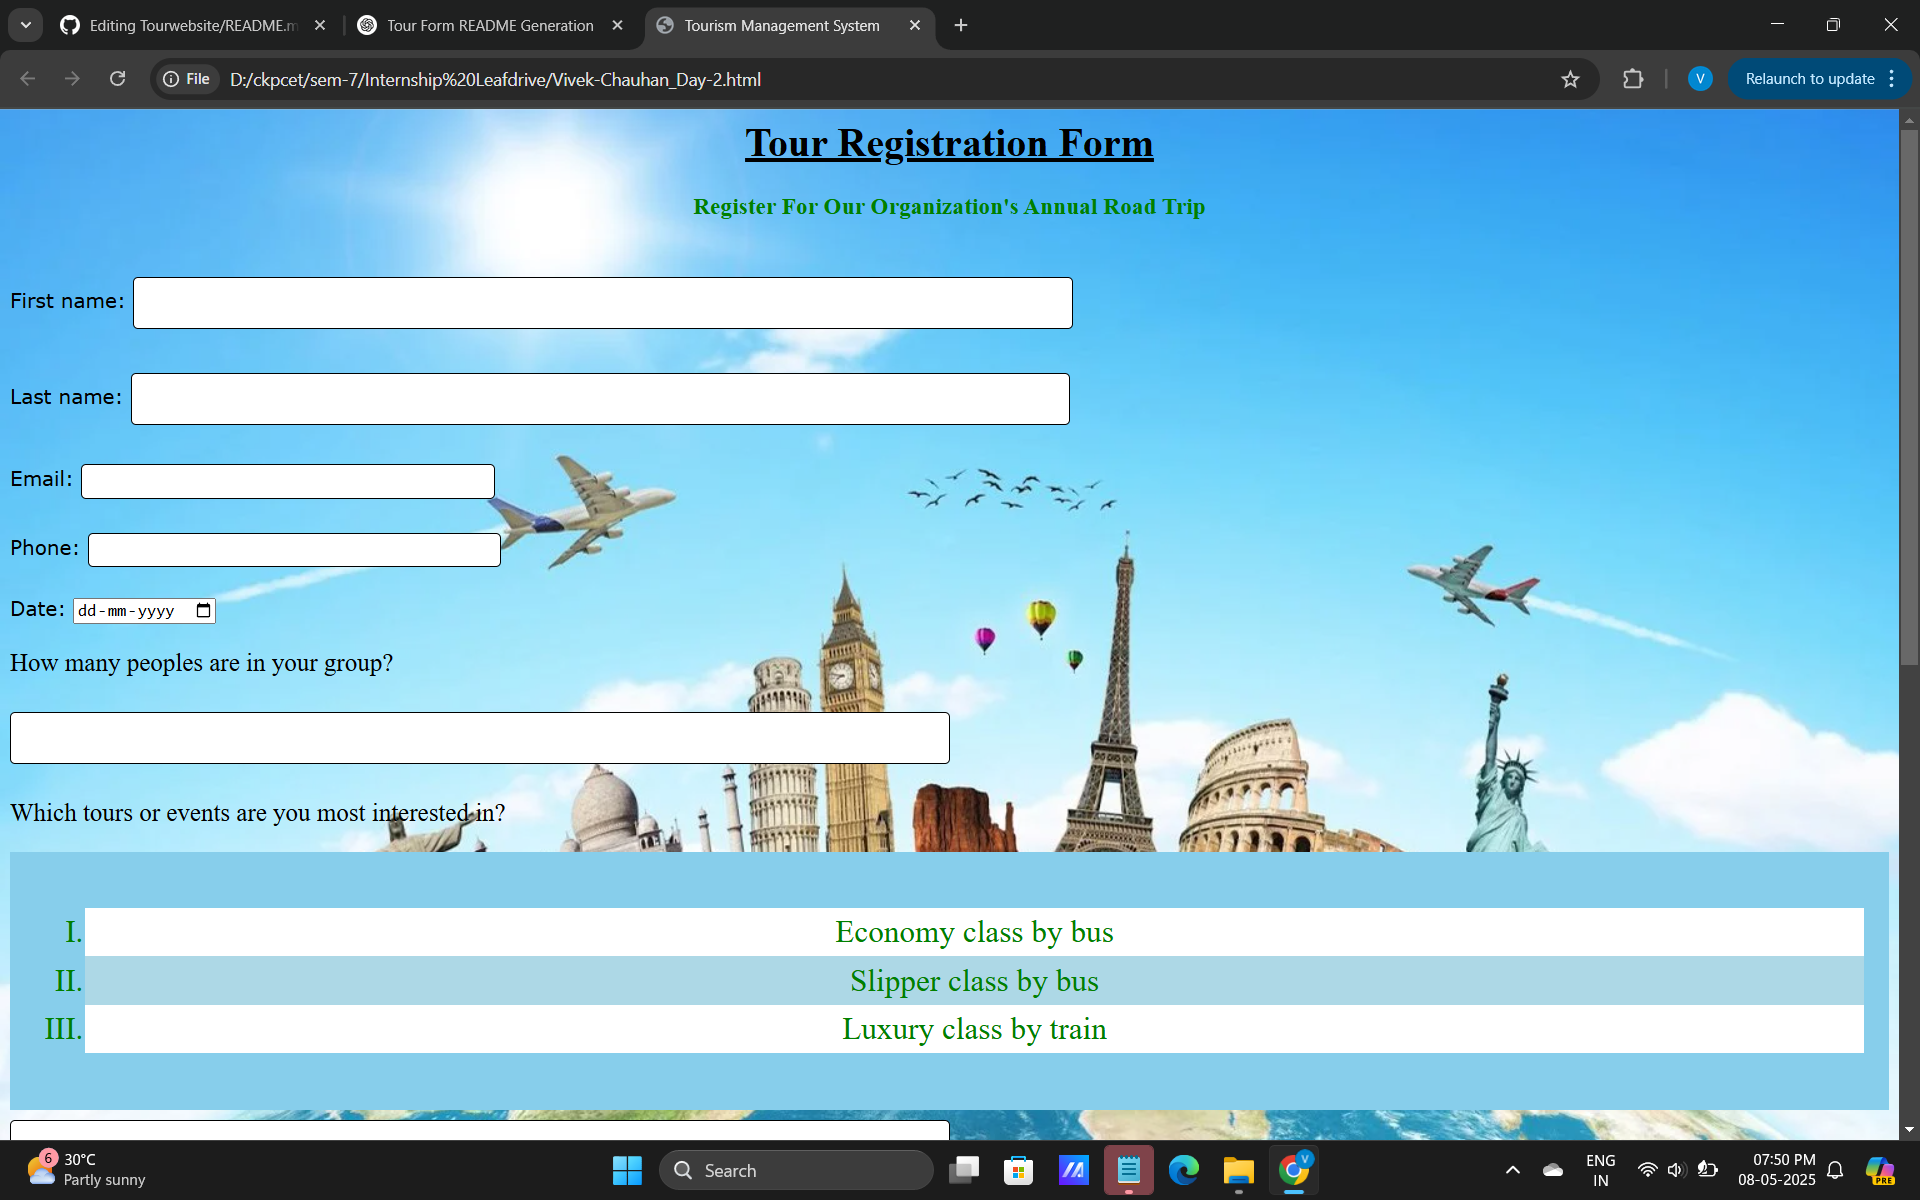 Editing Tourwebsite/README.m
Tour Form README Generation
Tourism Management System
File
D:/ckpcet/sem-7/Internship%20Leafdrive/Vivek-Chauhan_Day-2.html
V
Relaunch to update
Tour Registration Form
Register For Our Organization's Annual Road Trip
First name:
Last name:
Email:
Phone:
Date: dd-mm-yyyy
How many peoples are in your group?
Which tours or events are you most interested in?
I. Economy class by bus
II. Slipper class by bus
III. Luxury class by train
6
30°C
Partly sunny
Search
PRE
V
ENG
IN
07:50 PM
08-05-2025